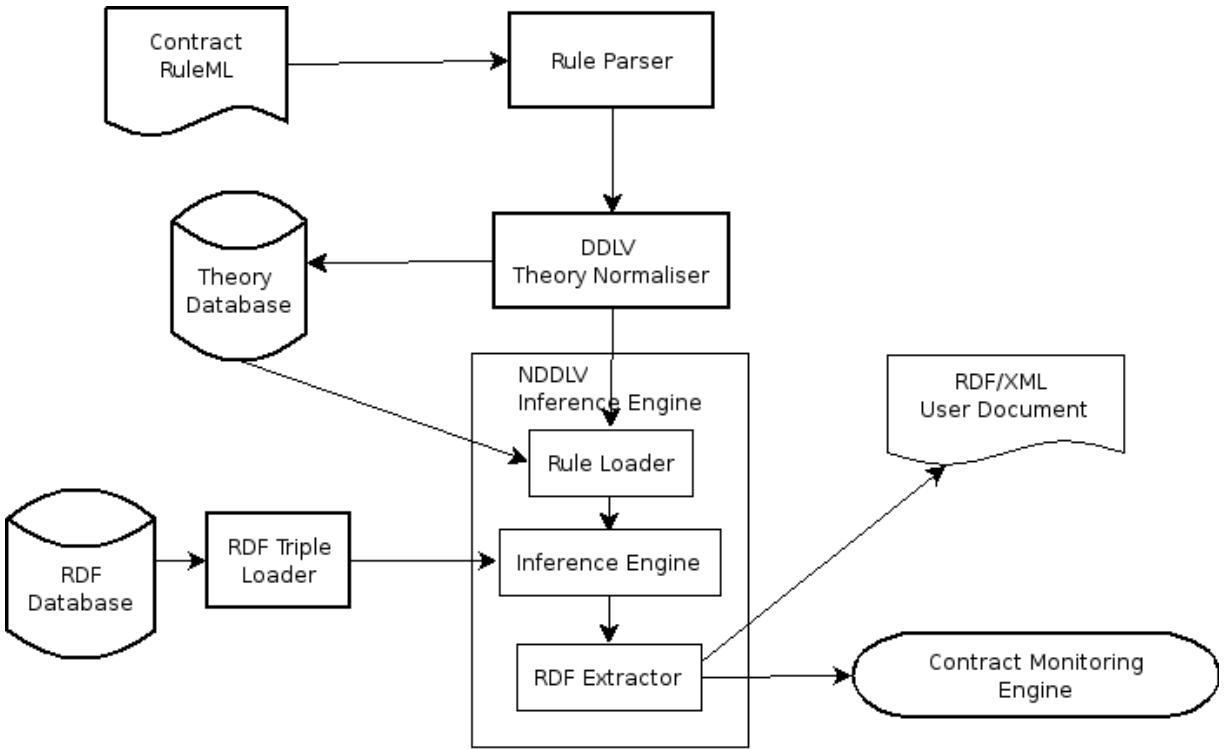 Contract
RuleML
Rule Parser
DDLV
Theory Normaliser
Theory
Database
NDDLV
Inference Engine
RDF/XML
User Document
Rule Loader
RDF
Database
RDF Triple
Loader
Inference Engine
RDF Extractor
Contract Monitoring
Engine